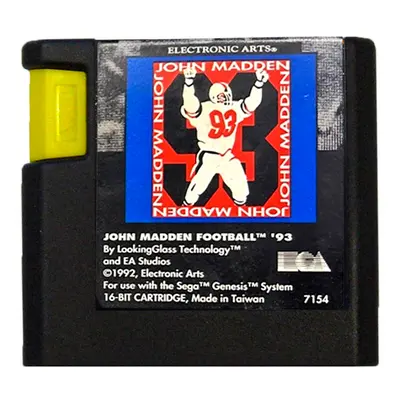 ELECTRONIC ARTS®
JOHN MADDEN
JOHN MADDEN
JOHN MADDEN
JOHN MADDEN
93
93
JOHN MADDEN FOOTBALL™ '93
By LookingGlass Technology™
and EA Studios
©1992, Electronic Arts
For use with the Sega™ Genesis™ System
16-BIT CARTRIDGE, Made in Taiwan
7154